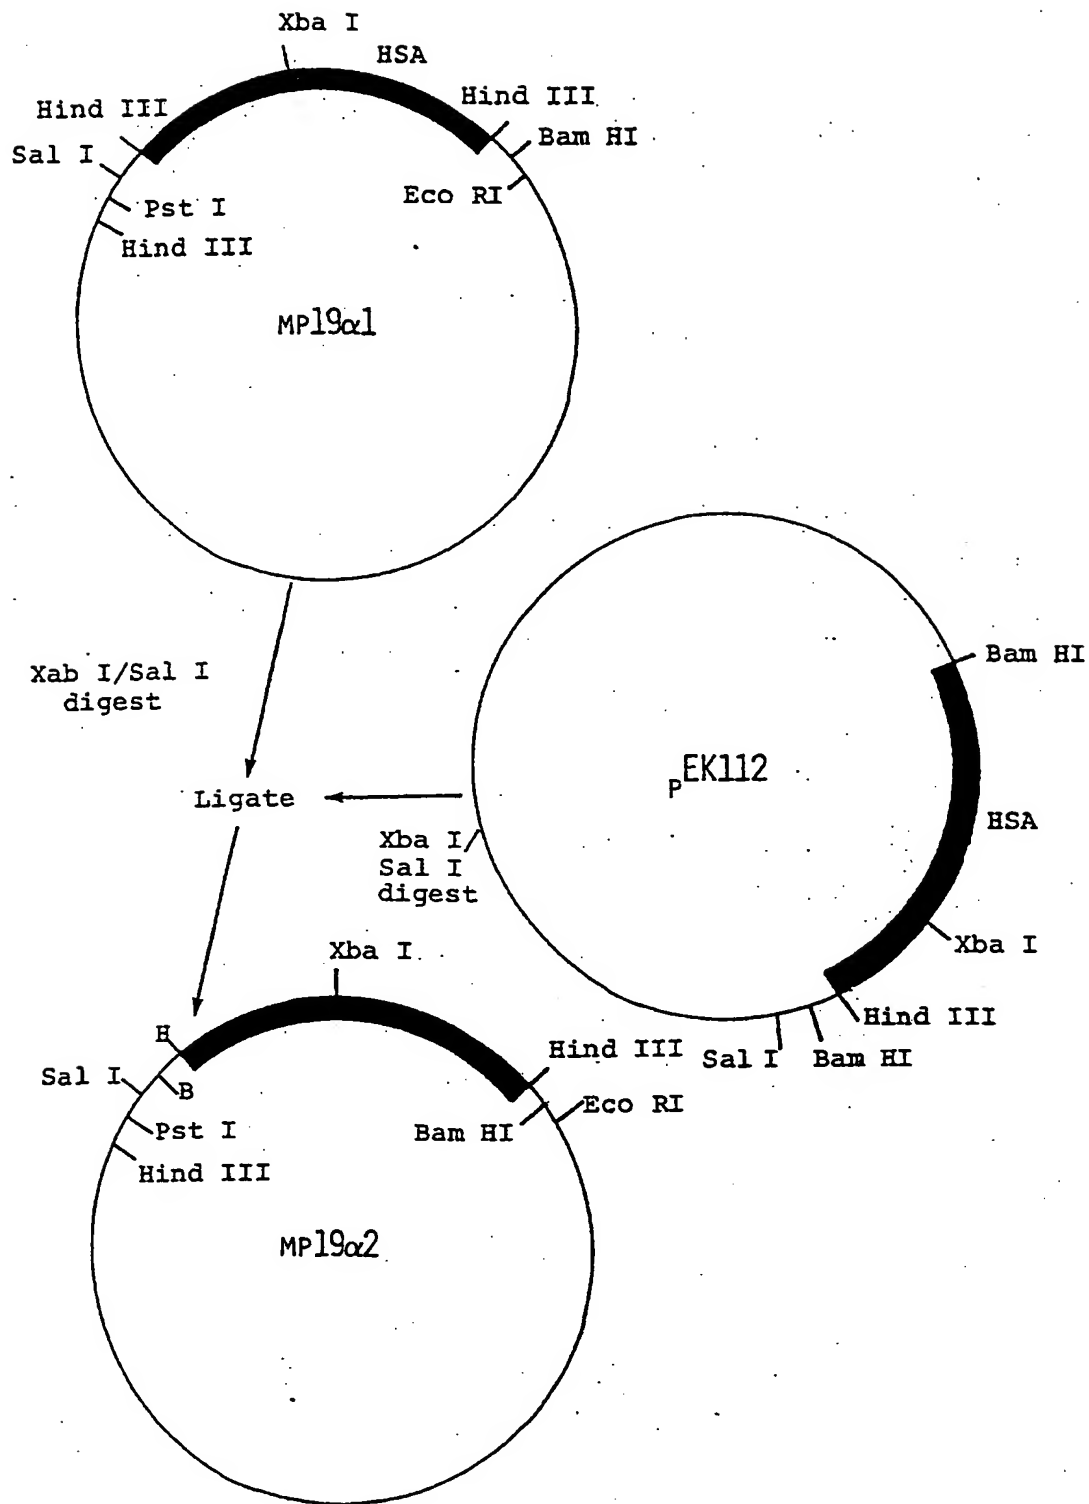 Xba I
HSA
Hind III
Hind III
Bam HI
Sal I
Eco RI
Pst I
Hind III
MP19α1
Xab I/Sal I
digest
Bam HI
PEK112
Ligate
HSA
Xba I
Sal I
digest
Xba I
Xba I
Hind III
H
Sal I
Bam HI
Hind III
Sal I
B
Eco RI
Pst I
Bam HI
Hind III
MP19α2